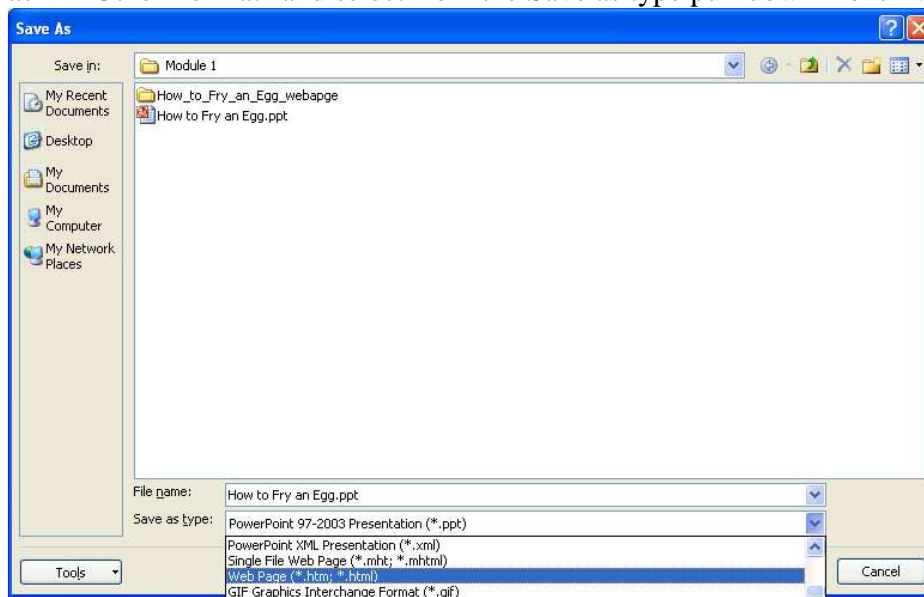 Save As
Save in:
Module 1
My Recent
Documents
Desktop
My
Documents
My
Computer
My Network
Places
How_to_Fry_an_Egg_webapge
How to Fry an Egg.ppt
File name:
How to Fry an Egg.ppt
Save as type:
PowerPoint 97-2003 Presentation (*.ppt)
PowerPoint XML Presentation (*.xml)
Single File Web Page (*.mht; *.mhtml)
Web Page (*.htm; *.html)
GIF Graphics Interchange Format (*.gif)
Tools
Cancel